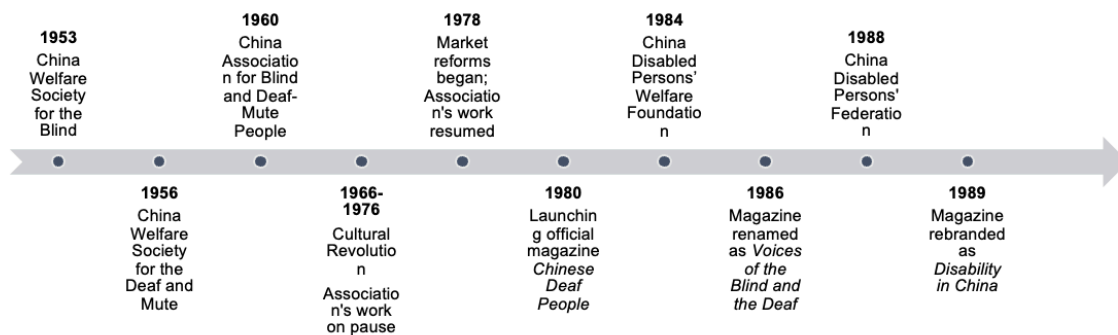 1953
China
Welfare
Society
for the
Blind
1956
China
Welfare
Society
for the
Deaf and
Mute
1960
China
Associatio
n for Blind
and Deaf-
Mute
People
1966-
1976
Cultural
Revolutio
n
Associatio
n's work
on pause
1978
Market
reforms
began;
Associatio
n's work
resumed
1980
Launchin
g official
magazine
Chinese
Deaf
People
1984
China
Disabled
Persons'
Welfare
Foundatio
n
1986
Magazine
renamed
as Voices
of the
Blind and
the Deaf
1988
China
Disabled
Persons'
Federatio
n
1989
Magazine
rebranded
as
Disability
in China